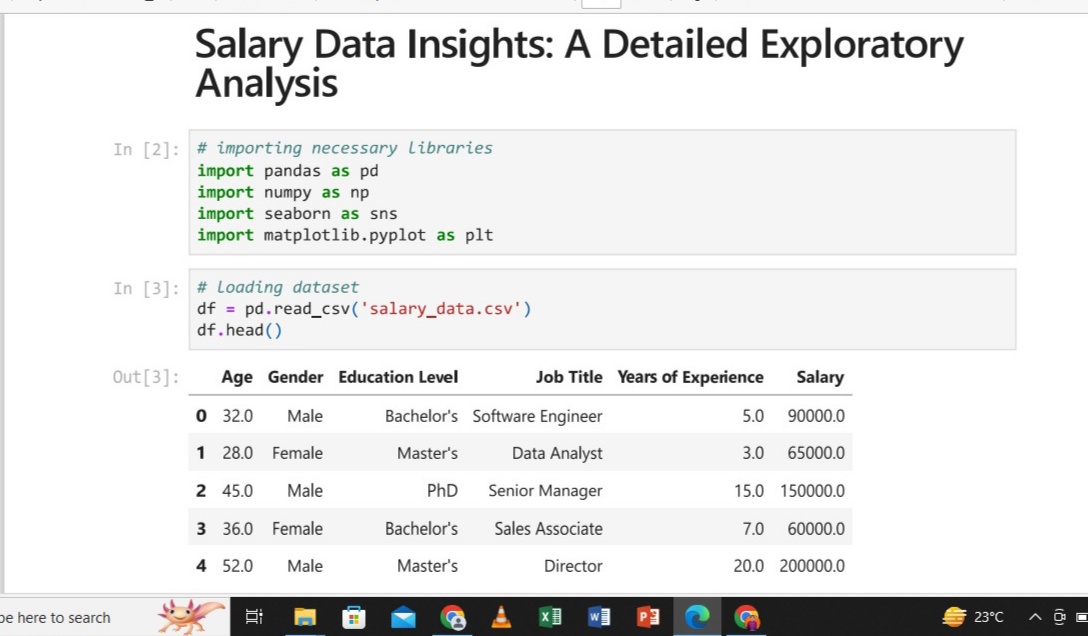 Salary Data Insights: A Detailed Exploratory
Analysis
In [2]: # importing necessary libraries
import pandas as pd
import numpy as np
import seaborn as sns
import matplotlib.pyplot as plt
In [3]: # loading dataset
df = pd.read_csv('salary_data.csv')
df.head()
Out[3]: Age Gender Education Level Job Title Years of Experience Salary
0 32.0 Male Bachelor's Software Engineer 5.0 90000.0
1 28.0 Female Master's Data Analyst 3.0 65000.0
2 45.0 Male PhD Senior Manager 15.0 150000.0
3 36.0 Female Bachelor's Sales Associate 7.0 60000.0
4 52.0 Male Master's Director 20.0 200000.0
pe here to search 23°C